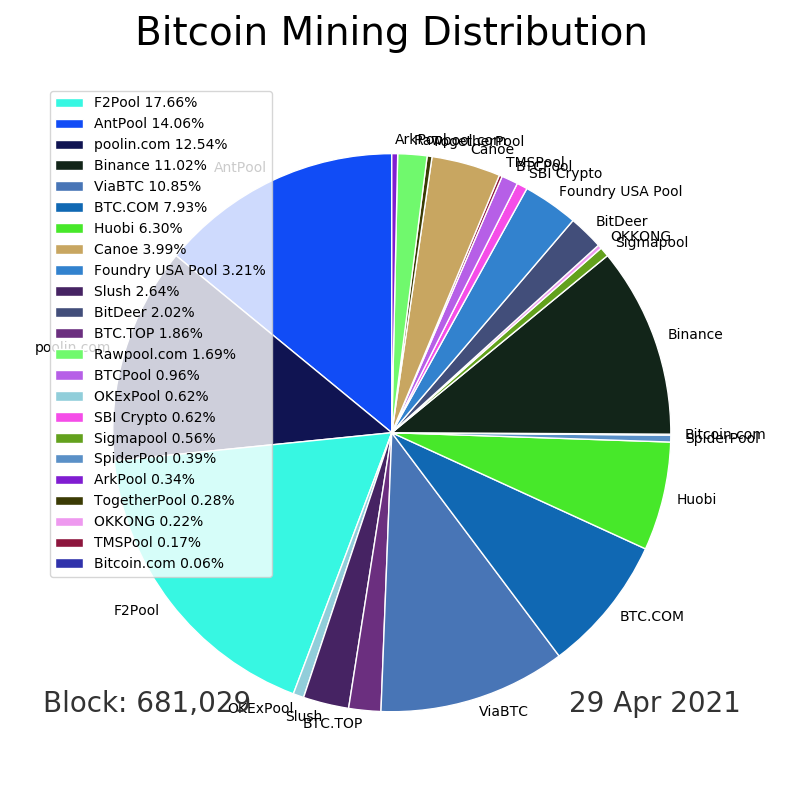 Bitcoin Mining Distribution
F2Pool 17.66%
AntPool 14.06%
poolin.com 12.54%
Binance 11.02%
ViaBTC 10.85%
BTC.COM 7.93%
Huobi 6.30%
Canoe 3.99%
Foundry USA Pool 3.21%
Slush 2.64%
BitDeer 2.02%
BTC.TOP 1.86%
Rawpool.com 1.69%
BTCPool 0.96%
OKExPool 0.62%
SBI Crypto 0.62%
Sigmapool 0.56%
SpiderPool 0.39%
ArkPool 0.34%
TogetherPool 0.28%
OKKONG 0.22%
TMSPool 0.17%
Bitcoin.com 0.06%
ArkPool
Rawpool.com
TogetherPool
Canoe
TMSPool
BTCPool
SBI Crypto
Foundry USA Pool
BitDeer
OKKONG
Sigmapool
Binance
Bitcoin.com
SpiderPool
Huobi
BTC.COM
ViaBTC
BTC.TOP
Slush
OKExPool
F2Pool
poolin.com
AntPool
Block: 681,029
29 Apr 2021